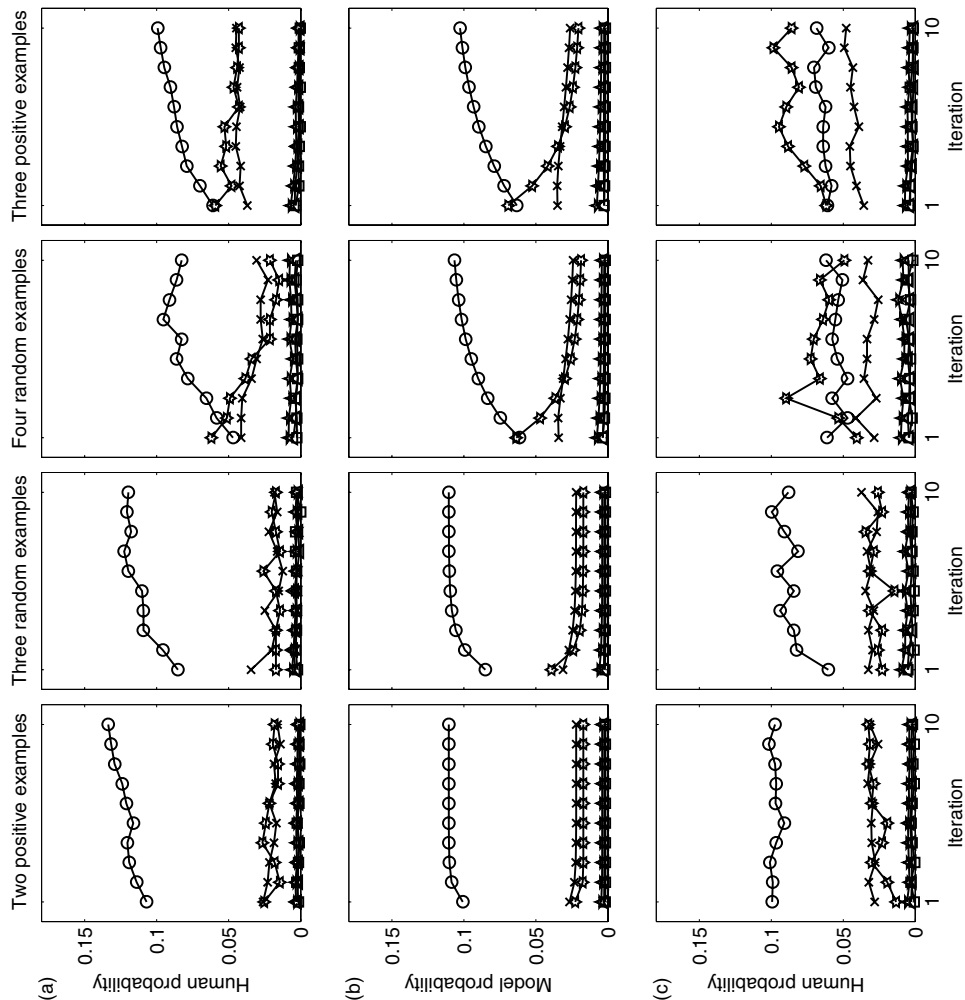 Two positive examples
Three random examples
Four random examples
Three positive examples
(a)
Human probability
0.15
0.1
0.05
0
(b)
Model probability
0.15
0.1
0.05
0
(c)
Human probability
0.15
0.1
0.05
0
1
10
1
10
1
10
1
10
Iteration
Iteration
Iteration
Iteration